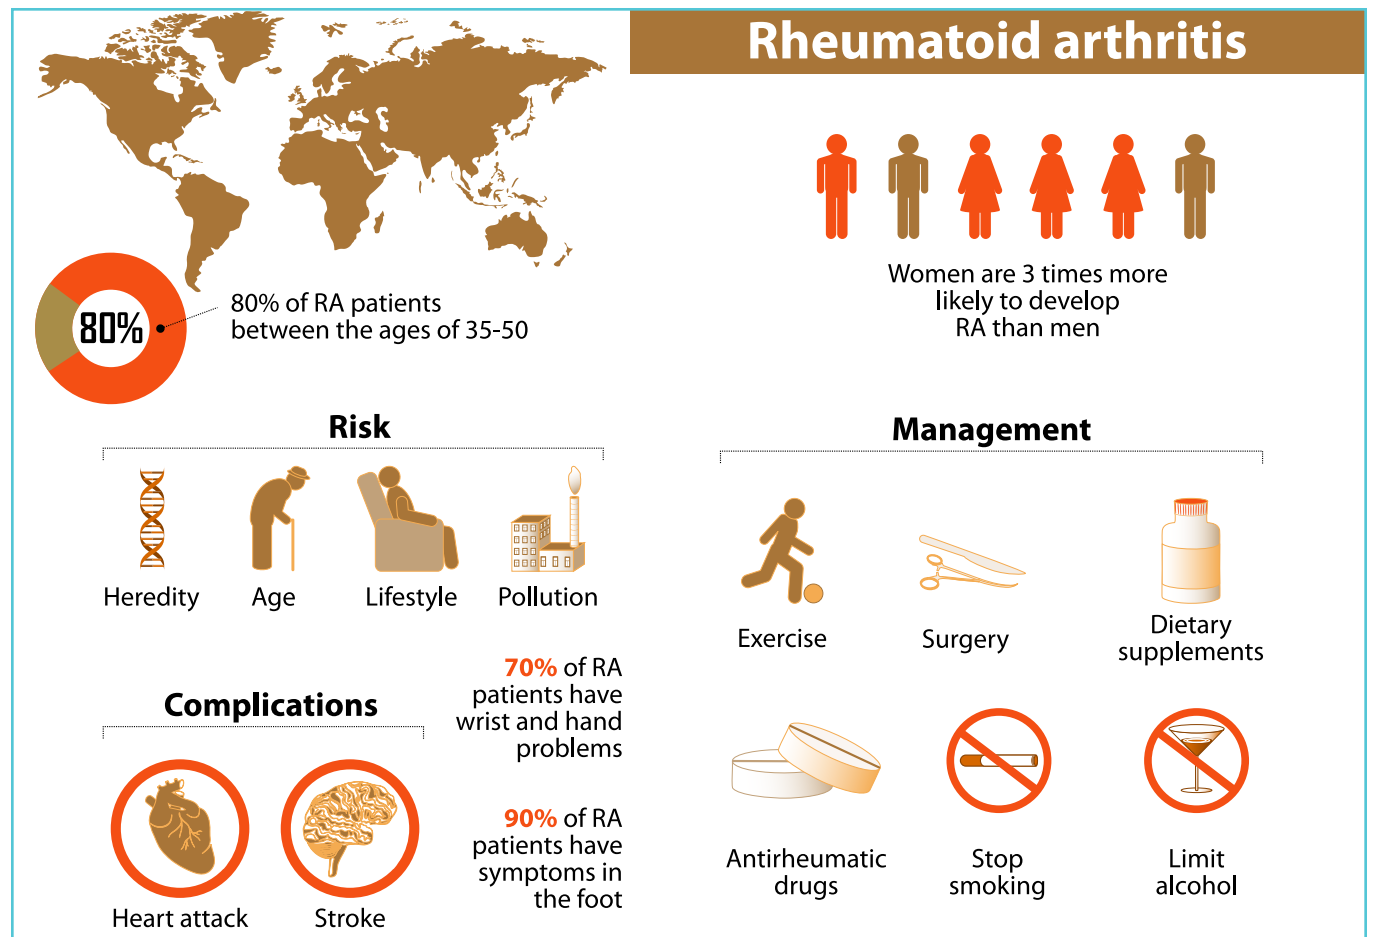 Rheumatoid arthritis
80%
80% of RA patients
between the ages of 35-50
Women are 3 times more
likely to develop
RA than men
Risk
Heredity
Age
Lifestyle
Pollution
70% of RA
patients have
wrist and hand
problems
90% of RA
patients have
symptoms in
the foot
Complications
Heart attack
Stroke
Management
Exercise
Surgery
Dietary
supplements
Antirheumatic
drugs
Stop
smoking
Limit
alcohol